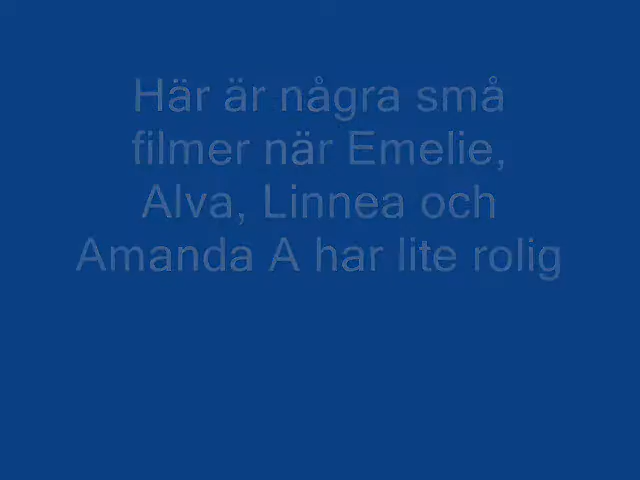 Här är några små
filmer när Emelie,
Alva, Linnea och
Amanda A har lite rolig